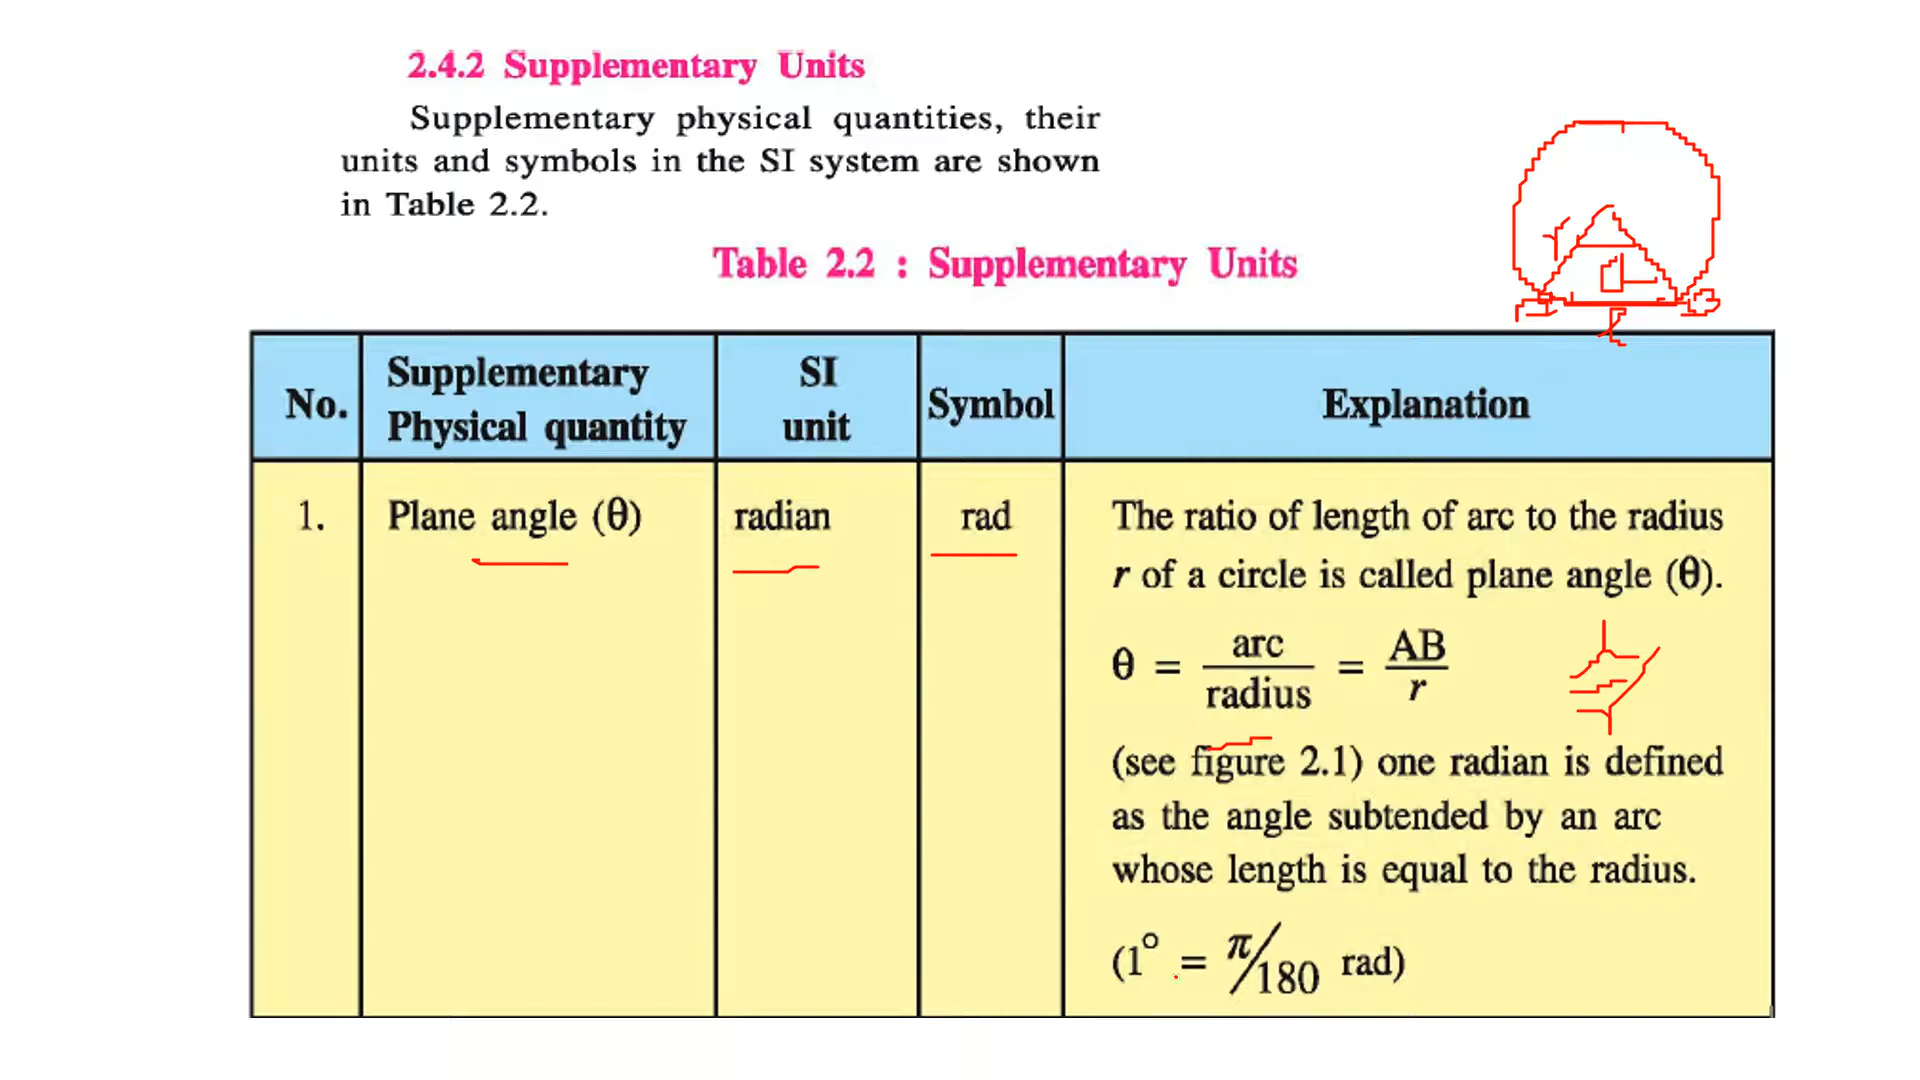 2.4.2 Supplementary Units
Supplementary physical quantities, their
units and symbols in the SI system are shown
in Table 2.2.
Table 2.2 : Supplementary Units
No.
Supplementary
Physical quantity
SI
unit
Symbol
Explanation
1.
Plane angle (θ)
radian
rad
The ratio of length of arc to the radius
r of a circle is called plane angle (θ).
θ = arc/radius = AB/r
(see figure 2.1) one radian is defined
as the angle subtended by an arc
whose length is equal to the radius.
(1° = π/180 rad)